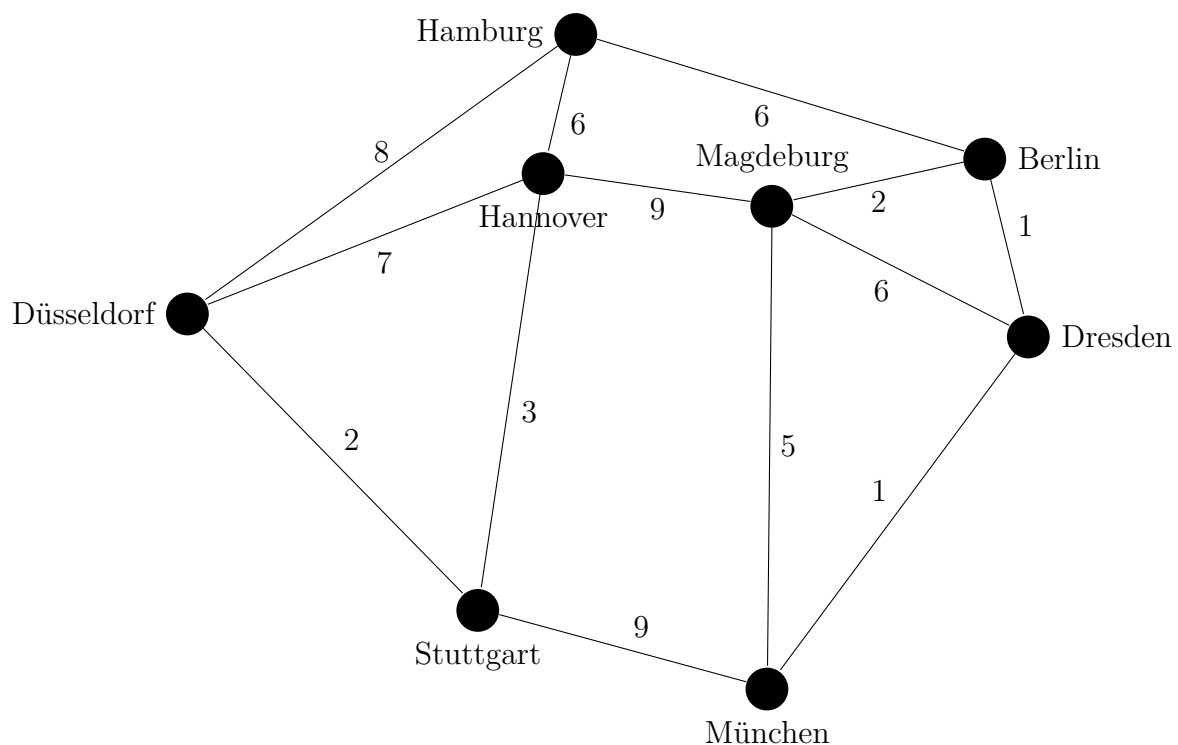 Hamburg
6
6
8
Magdeburg
Berlin
2
9
Hannover
1
7
6
Düsseldorf
Dresden
3
2
5
1
9
Stuttgart
München